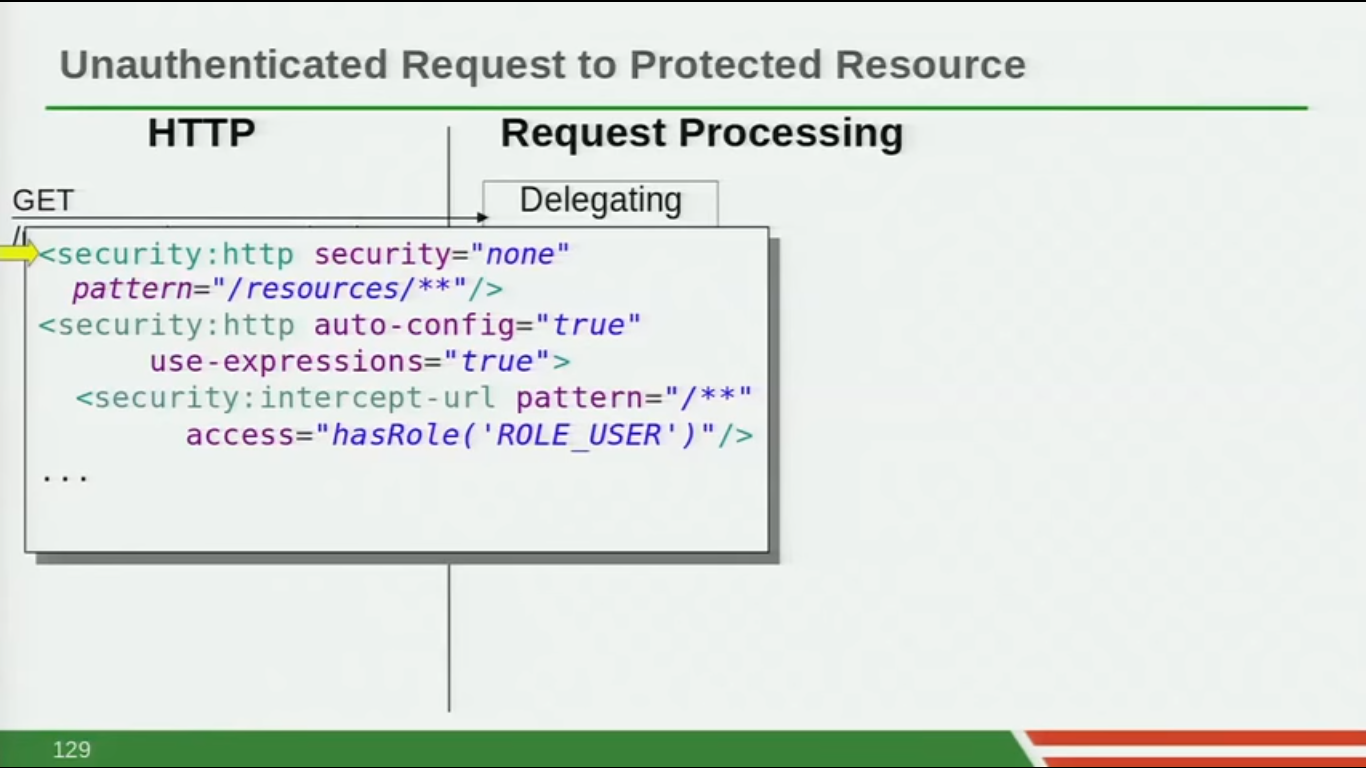 Unauthenticated Request to Protected Resource
HTTP
Request Processing
GET
Delegating
<security:http security="none"
pattern="/resources/**"/>
<security:http auto-config="true"
use-expressions="true">
<security:intercept-url pattern="/**"
access="hasRole('ROLE_USER')"/>
...
129